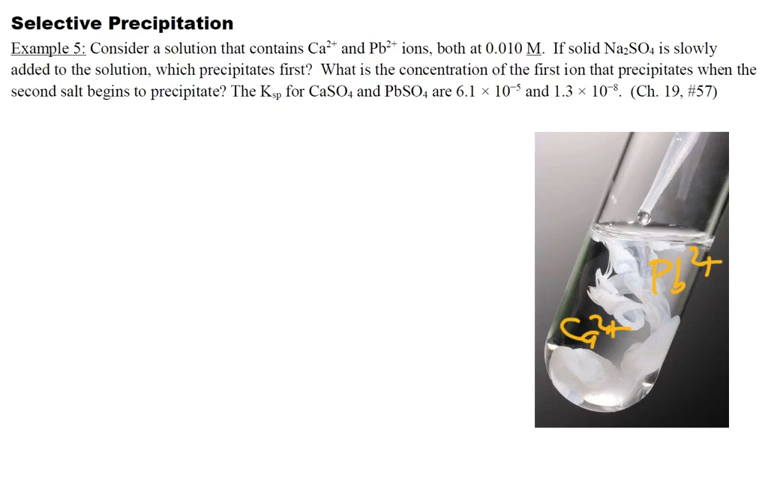 Selective Precipitation
Example 5: Consider a solution that contains Ca²⁺ and Pb²⁺ ions, both at 0.010 M. If solid Na₂SO₄ is slowly
added to the solution, which precipitates first? What is the concentration of the first ion that precipitates when the
second salt begins to precipitate? The Kₛₚ for CaSO₄ and PbSO₄ are 6.1 × 10⁻⁵ and 1.3 × 10⁻⁸. (Ch. 19, #57)
Pb²⁺
Ca²⁺